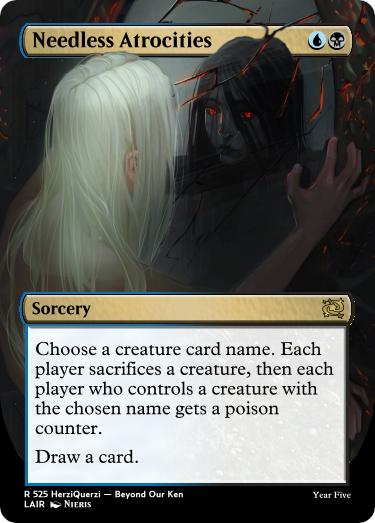 Needless Atrocities
Sorcery
Choose a creature card name. Each
player sacrifices a creature, then each
player who controls a creature with
the chosen name gets a poison
counter.
Draw a card.
R 525 HerziQuerzi — Beyond Our Ken
Year Five
LAIR Nieris